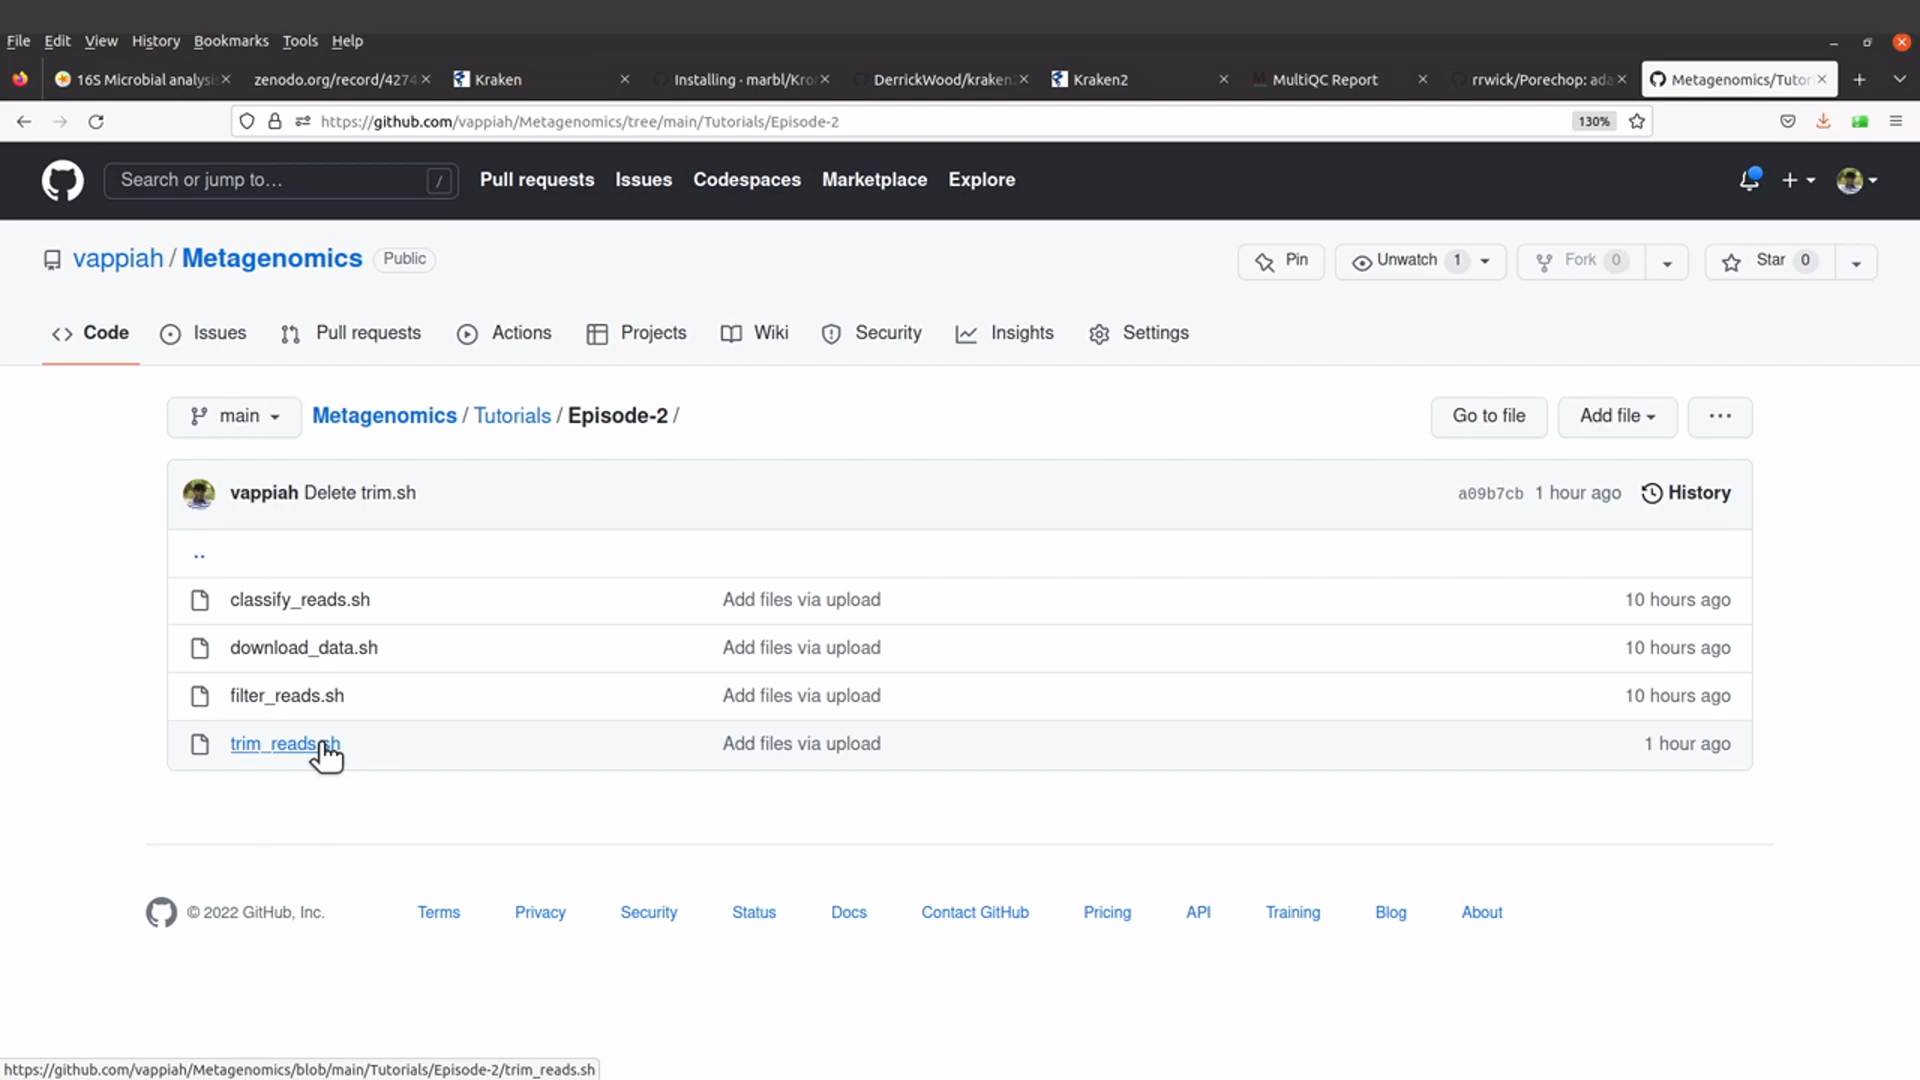 File Edit View History Bookmarks Tools Help
16S Microbial analysis zenodo.org/record/4274 Kraken Installing · marbl/Kro DerrickWood/kraken Kraken2 MultiQC Report rrwick/Porechop: ada Metagenomics/Tutor
https://github.com/vappiah/Metagenomics/tree/main/Tutorials/Episode-2 130%
Search or jump to… / Pull requests Issues Codespaces Marketplace Explore
vappiah / Metagenomics Public Pin Unwatch 1 Fork 0 Star 0
Code Issues Pull requests Actions Projects Wiki Security Insights Settings
main Metagenomics / Tutorials / Episode-2 / Go to file Add file ···
vappiah Delete trim.sh a09b7cb 1 hour ago History
..
classify_reads.sh Add files via upload 10 hours ago
download_data.sh Add files via upload 10 hours ago
filter_reads.sh Add files via upload 10 hours ago
trim_reads.sh Add files via upload 1 hour ago
© 2022 GitHub, Inc. Terms Privacy Security Status Docs Contact GitHub Pricing API Training Blog About
https://github.com/vappiah/Metagenomics/blob/main/Tutorials/Episode-2/trim_reads.sh